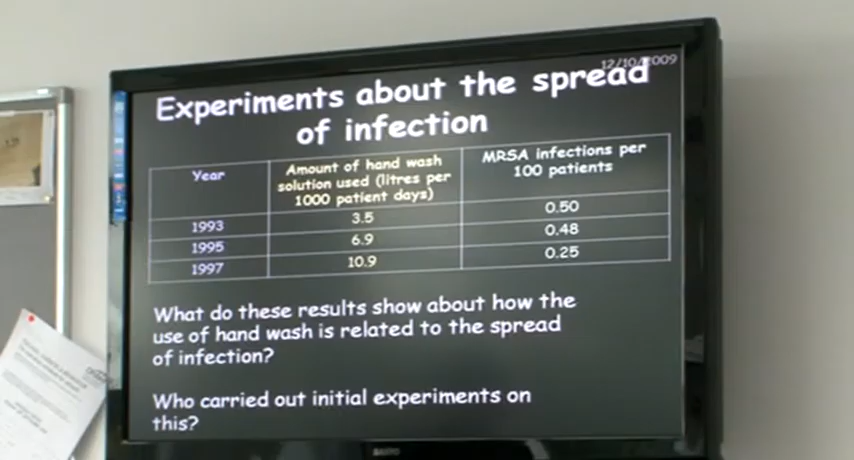 12/10/2009
Experiments about the spread
of infection
Year
Amount of hand wash
solution used (litres per
1000 patient days)
MRSA infections per
100 patients
1993 3.5 0.50
1995 6.9 0.48
1997 10.9 0.25
What do these results show about how the
use of hand wash is related to the spread
of infection?
Who carried out initial experiments on
this?
SANYO